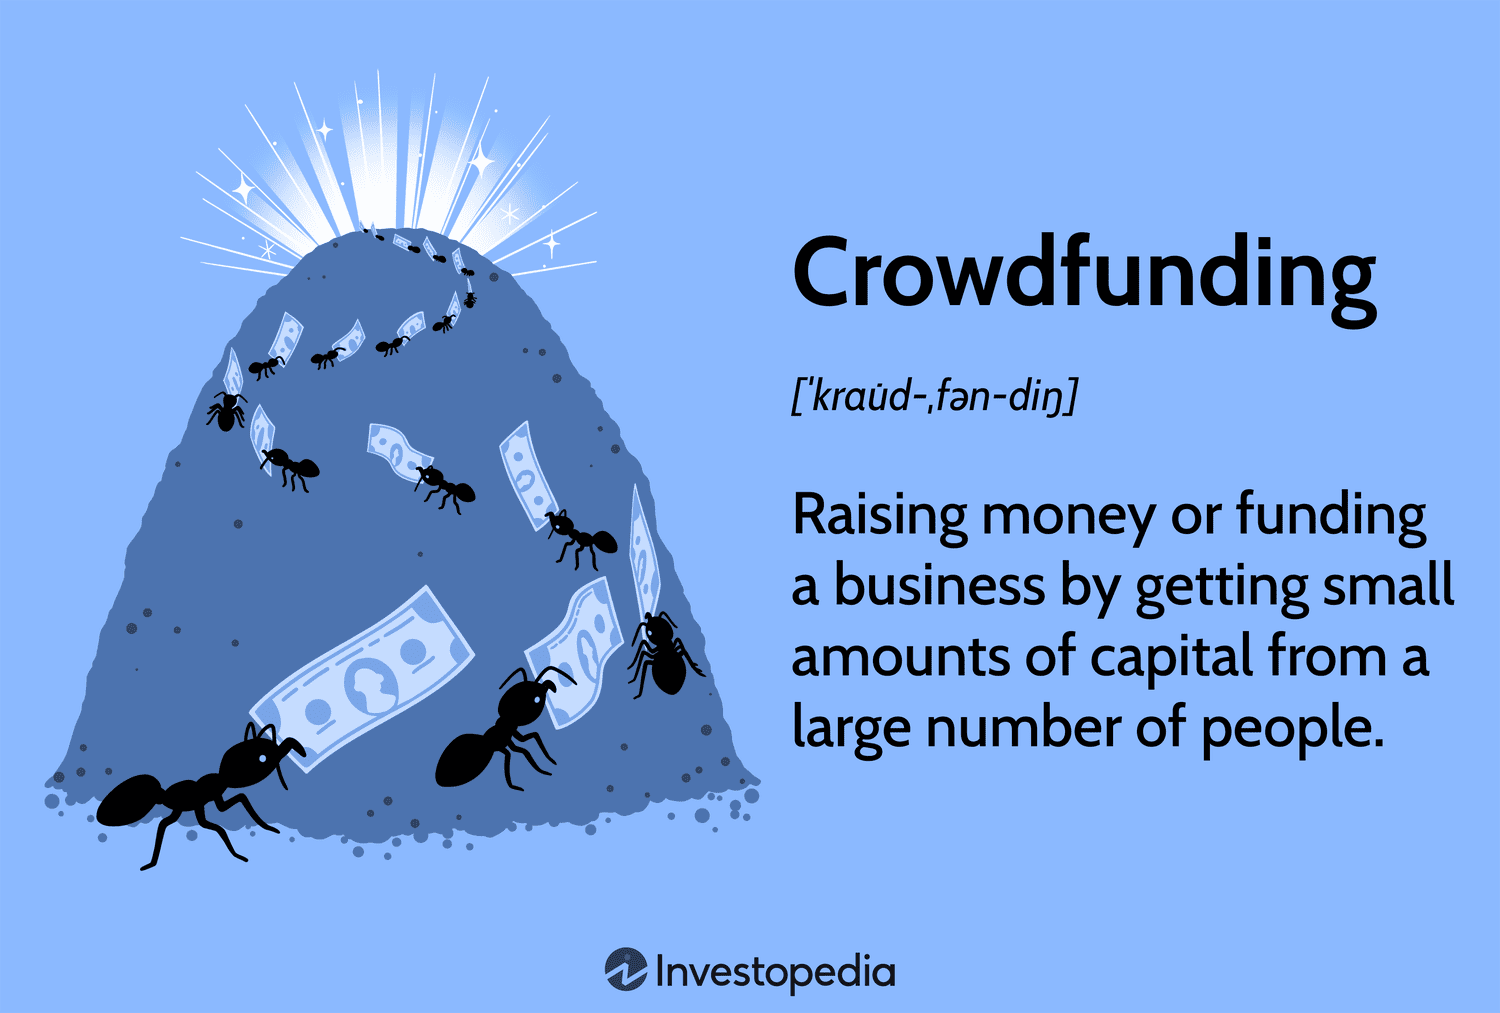 Crowdfunding
[ˈkrau̇d-ˌfən-diŋ]
Raising money or funding
a business by getting small
amounts of capital from a
large number of people.
Investopedia